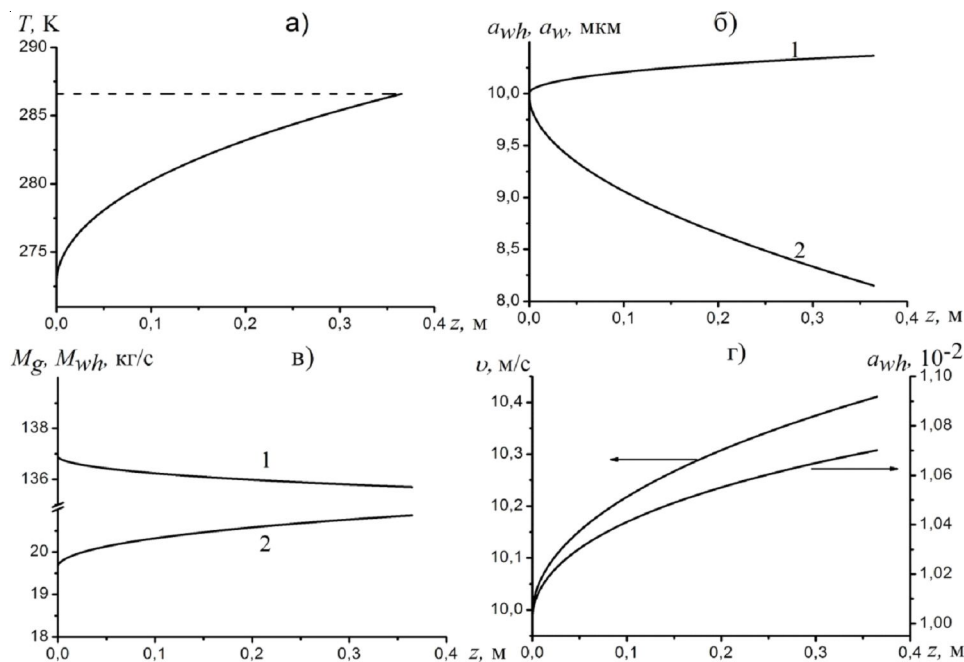 T, K
а)
290
285
280
275
0,0 0,1 0,2 0,3 0,4 z, м
a_wh, a_w, мкм
б)
10,0
9,5
9,0
8,5
8,0
1
2
0,0 0,1 0,2 0,3 0,4 z, м
M_g, M_wh, кг/с
в)
138
136
20
19
18
1
2
0,0 0,1 0,2 0,3 0,4 z, м
υ, м/с
г)
a_wh, 10^-2
10,4
10,3
10,2
10,1
10,0
1,10
1,08
1,06
1,04
1,02
1,00
0,0 0,1 0,2 0,3 0,4 z, м